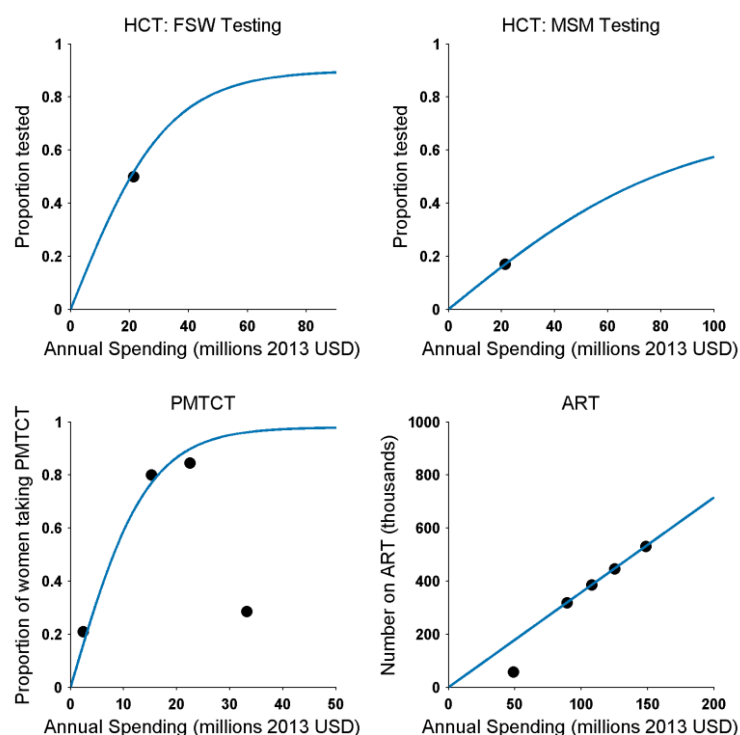 HCT: FSW Testing
Proportion tested
1
0.8
0.6
0.4
0.2
0
0 20 40 60 80
Annual Spending (millions 2013 USD)
HCT: MSM Testing
Proportion tested
1
0.8
0.6
0.4
0.2
0
0 20 40 60 80 100
Annual Spending (millions 2013 USD)
PMTCT
Proportion of women taking PMTCT
1
0.8
0.6
0.4
0.2
0
0 10 20 30 40 50
Annual Spending (millions 2013 USD)
ART
Number on ART (thousands)
1000
800
600
400
200
0
0 50 100 150 200
Annual Spending (millions 2013 USD)